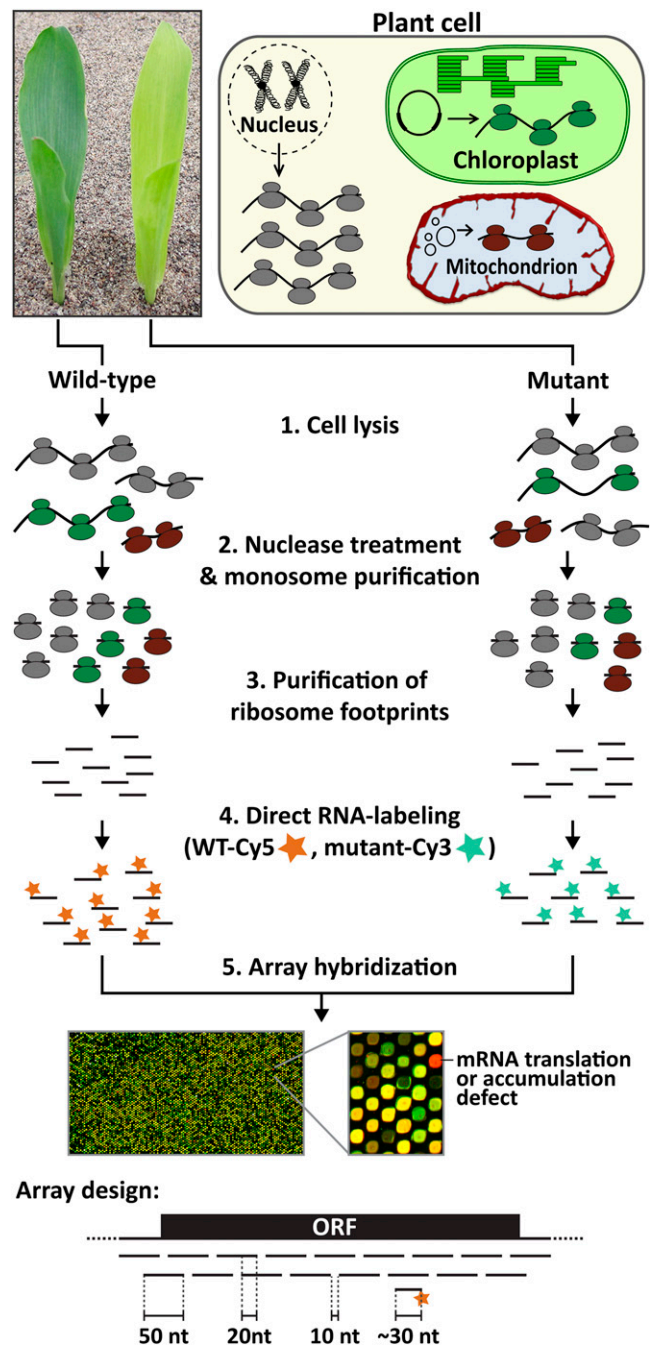 Plant cell
Nucleus
Chloroplast
Mitochondrion
Wild-type
Mutant
1. Cell lysis
2. Nuclease treatment
& monosome purification
3. Purification of
ribosome footprints
4. Direct RNA-labeling
(WT-Cy5 , mutant-Cy3 )
5. Array hybridization
mRNA translation
or accumulation
defect
Array design:
ORF
50 nt 20nt 10 nt ~30 nt